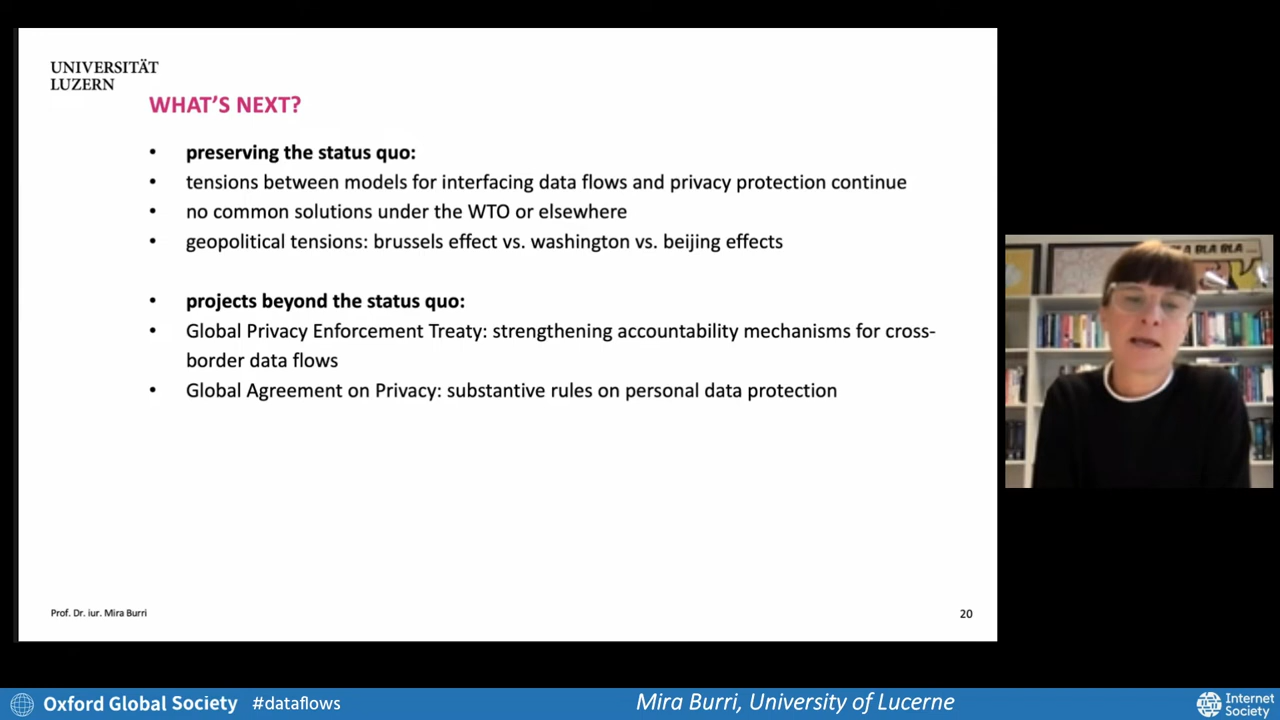 UNIVERSITÄT
LUZERN
WHAT'S NEXT?
• preserving the status quo:
• tensions between models for interfacing data flows and privacy protection continue
• no common solutions under the WTO or elsewhere
• geopolitical tensions: brussels effect vs. washington vs. beijing effects
• projects beyond the status quo:
• Global Privacy Enforcement Treaty: strengthening accountability mechanisms for cross-
border data flows
• Global Agreement on Privacy: substantive rules on personal data protection
Prof. Dr. iur. Mira Burri
20
BLA BLA
Oxford Global Society #dataflows
Mira Burri, University of Lucerne
Internet
Society